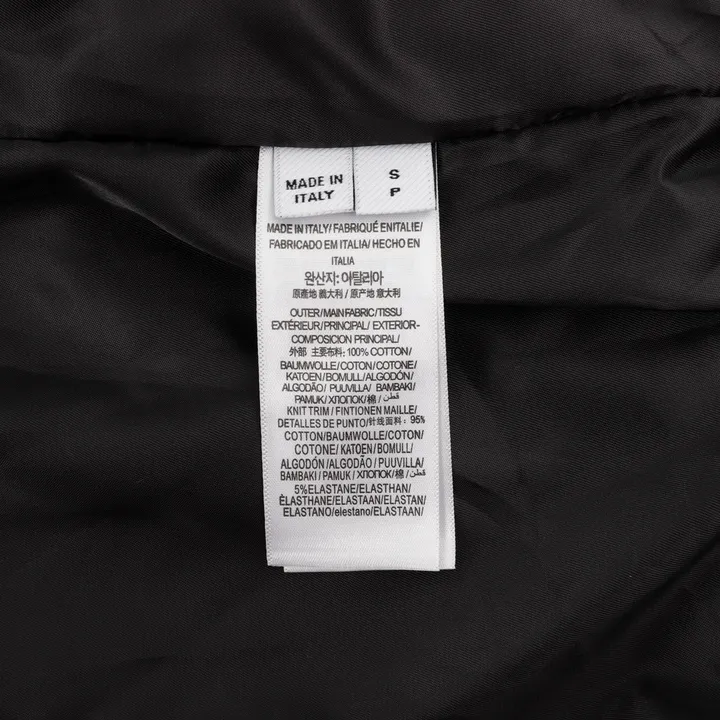 MADE IN
ITALY
S
P
MADE IN ITALY/ FABRIQUÉ ENITALIE/
FABRICADO EM ITALIA/ HECHO EN
ITALIA
완산지: 이탈리아
原產地 義大利 / 原产地 意大利
OUTER/MAIN FABRIC/TISSU
EXTÉRIEUR/PRINCIPAL/ EXTERIOR-
COMPOSICION PRINCIPAL/
外部 主要布料: 100% COTTON/
BAUMWOLLE/COTON/COTONE/
KATOEN/BOMULL/ALGODÓN/
ALGODÃO/ PUUVILLA/ BAMBAKI/
PAMUK/ХЛОПОК/棉/قطن
KNIT TRIM / FINTIONEN MAILLE/
DETALLES DE PUNTO/针线面料: 95%
COTTON/BAUMWOLLE/COTON/
COTONE/ KATOEN/BOMULL/
ALGODÓN/ALGODÃO / PUUVILLA/
BAMBAKI / PAMUK / ХЛОПОК/棉/قطن
5%ELASTANE/ELASTHAN/
ÉLASTHANE/ELASTAAN/ELASTAN/
ELASTANO/elestano/ELASTAAN/